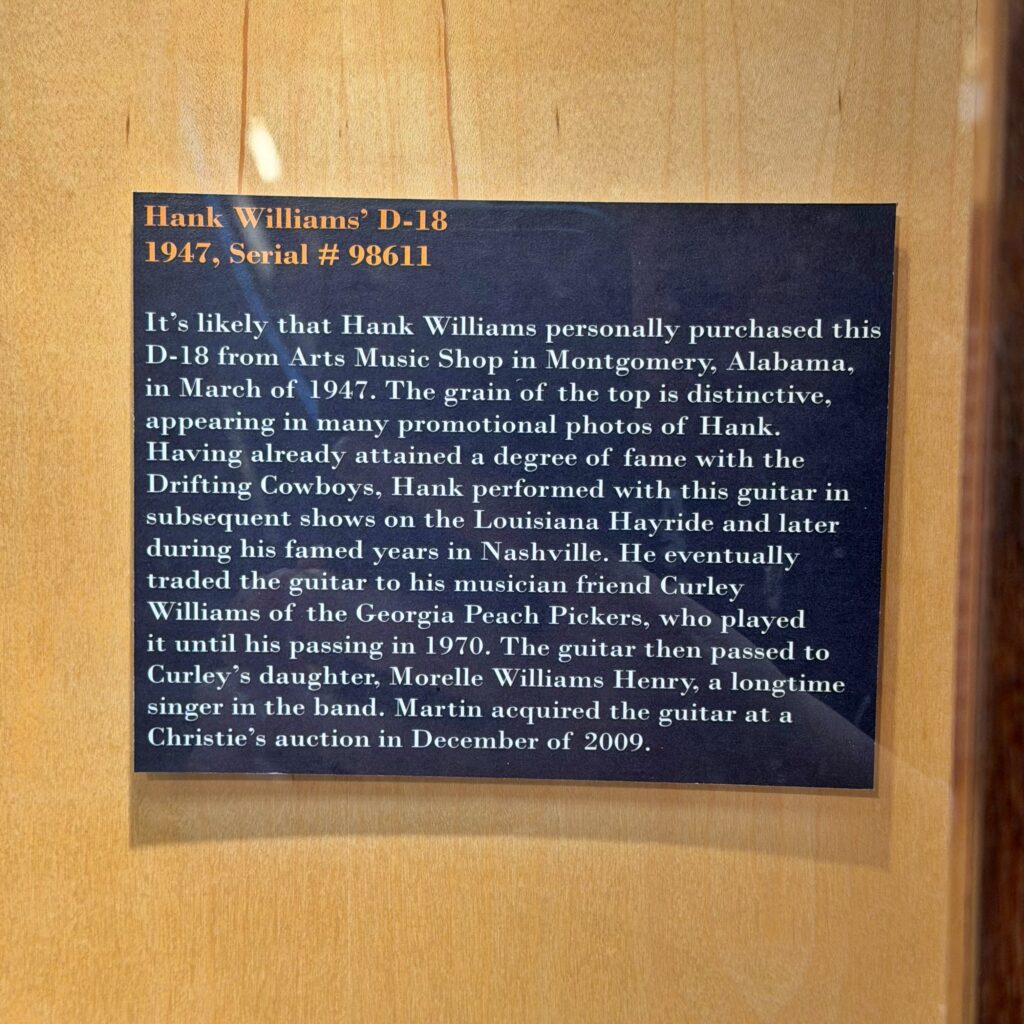 Hank Williams’ D-18
1947, Serial # 98611
It’s likely that Hank Williams personally purchased this
D-18 from Arts Music Shop in Montgomery, Alabama,
in March of 1947. The grain of the top is distinctive,
appearing in many promotional photos of Hank.
Having already attained a degree of fame with the
Drifting Cowboys, Hank performed with this guitar in
subsequent shows on the Louisiana Hayride and later
during his famed years in Nashville. He eventually
traded the guitar to his musician friend Curley
Williams of the Georgia Peach Pickers, who played
it until his passing in 1970. The guitar then passed to
Curley’s daughter, Morelle Williams Henry, a longtime
singer in the band. Martin acquired the guitar at a
Christie’s auction in December of 2009.